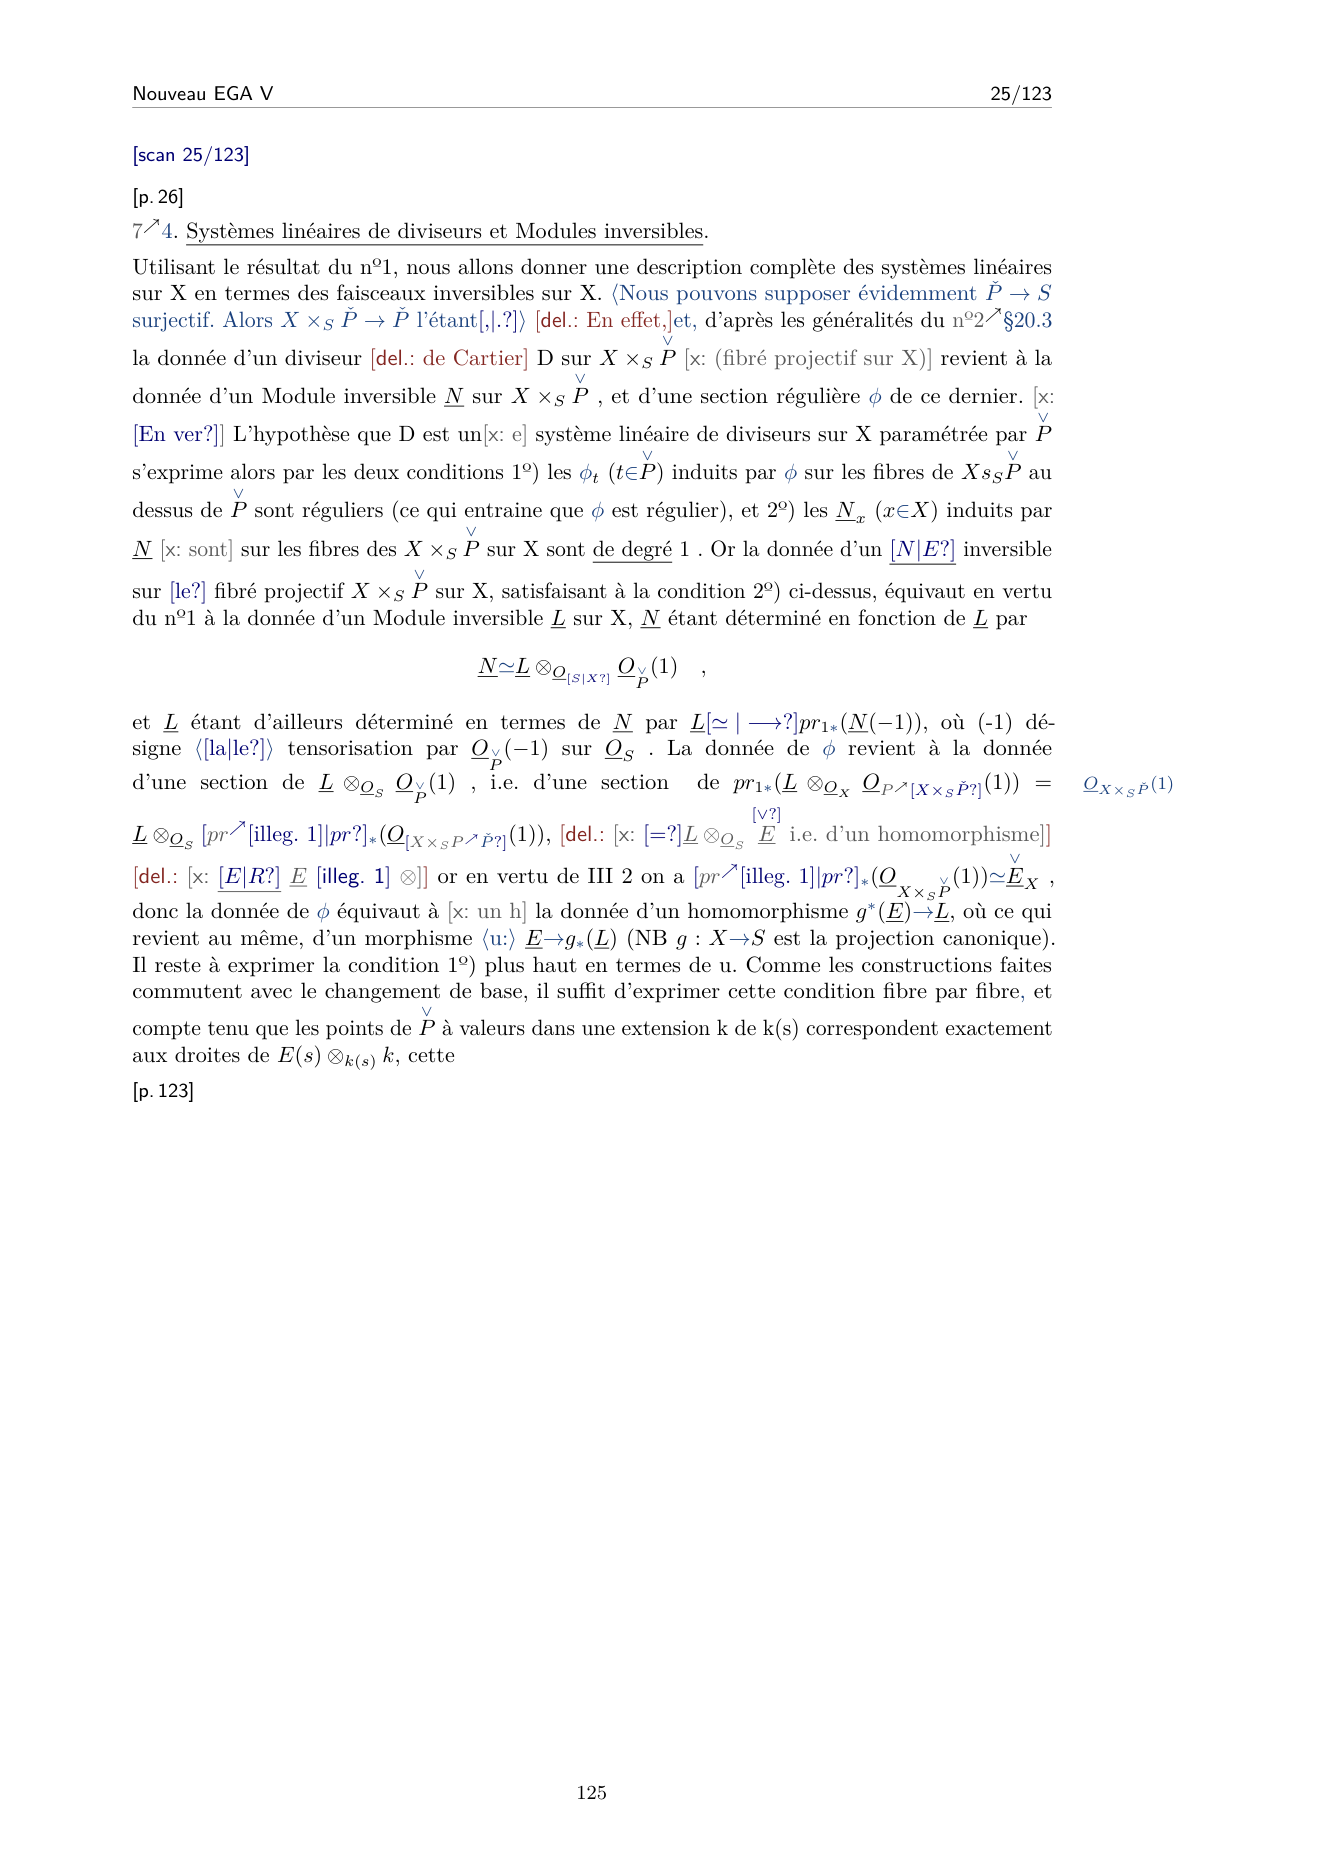 Nouveau EGA V 25/123
[scan 25/123]
[p. 26]
7↗4. Systèmes linéaires de diviseurs et Modules inversibles.
Utilisant le résultat du nº1, nous allons donner une description complète des systèmes linéaires
sur X en termes des faisceaux inversibles sur X. ⟨Nous pouvons supposer évidemment P̌ → S
surjectif. Alors X ×_S P̌ → P̌ l'étant[,|.?]⟩ [del.: En effet,]et, d'après les généralités du nº2↗§20.3
la donnée d'un diviseur [del.: de Cartier] D sur X ×_S P̌ [x: (fibré projectif sur X)] revient à la
donnée d'un Module inversible N sur X ×_S P̌ , et d'une section régulière ϕ de ce dernier. [x:
[En ver?]] L'hypothèse que D est un[x: e] système linéaire de diviseurs sur X paramétrée par P̌
s'exprime alors par les deux conditions 1º) les ϕ_t (t∈P̌) induits par ϕ sur les fibres de Xs_SP̌ au
dessus de P̌ sont réguliers (ce qui entraine que ϕ est régulier), et 2º) les N_x (x∈X) induits par
N [x: sont] sur les fibres des X ×_S P̌ sur X sont de degré 1 . Or la donnée d'un [N|E?] inversible
sur [le?] fibré projectif X ×_S P̌ sur X, satisfaisant à la condition 2º) ci-dessus, équivaut en vertu
du nº1 à la donnée d'un Module inversible L sur X, N étant déterminé en fonction de L par
N≃L ⊗_{O_{[S|X?]}} O_P̌(1) ,
et L étant d'ailleurs déterminé en termes de N par L[≃ | ⟶?]pr_{1*}(N(−1)), où (-1) dé-
signe ⟨[la|le?]⟩ tensorisation par O_P̌(−1) sur O_S . La donnée de ϕ revient à la donnée
d'une section de L ⊗_{O_S} O_P̌(1) , i.e. d'une section de pr_{1*}(L ⊗_{O_X} O_{P↗[X×_SP̌?]}(1)) = O_{X×_SP̌}(1)
L ⊗_{O_S} [pr↗[illeg. 1]|pr?]_*(O_{[X×_SP↗P̌?]}(1)), [del.: [x: [=?]L ⊗_{O_S} E^{[∨?]} i.e. d'un homomorphisme]]
[del.: [x: [E|R?] E [illeg. 1] ⊗]] or en vertu de III 2 on a [pr↗[illeg. 1]|pr?]_*(O_{X×_SP̌}(1))≃Ě_X ,
donc la donnée de ϕ équivaut à [x: un h] la donnée d'un homomorphisme g^*(E)→L, où ce qui
revient au même, d'un morphisme ⟨u:⟩ E→g_*(L) (NB g : X→S est la projection canonique).
Il reste à exprimer la condition 1º) plus haut en termes de u. Comme les constructions faites
commutent avec le changement de base, il suffit d'exprimer cette condition fibre par fibre, et
compte tenu que les points de P̌ à valeurs dans une extension k de k(s) correspondent exactement
aux droites de E(s) ⊗_{k(s)} k, cette
[p. 123]
125